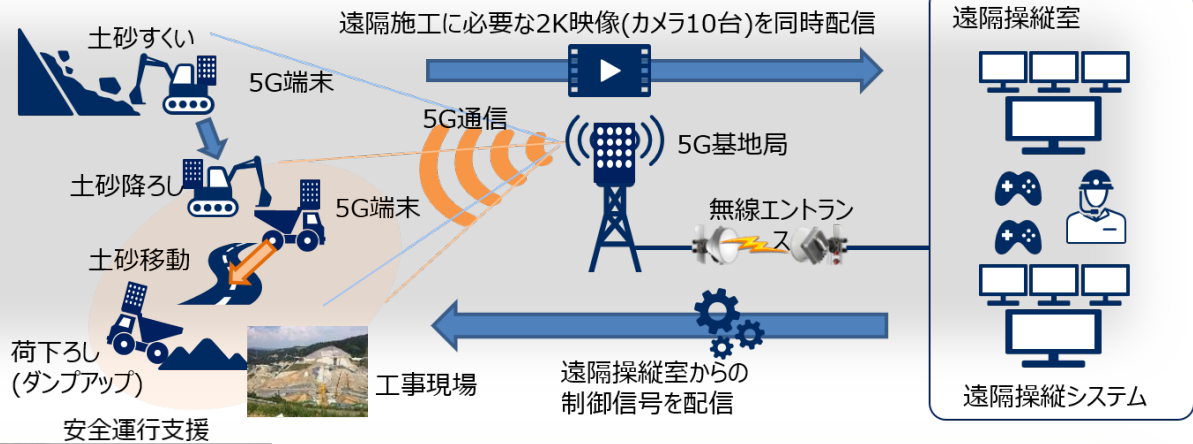 遠隔施工に必要な2K映像(カメラ10台)を同時配信
遠隔操縦室
土砂すくい
5G端末
5G通信
5G基地局
土砂降ろし
5G端末
無線エントラン
ス
土砂移動
荷下ろし
(ダンプアップ)
工事現場
遠隔操縦室からの
制御信号を配信
遠隔操縦システム
安全運行支援